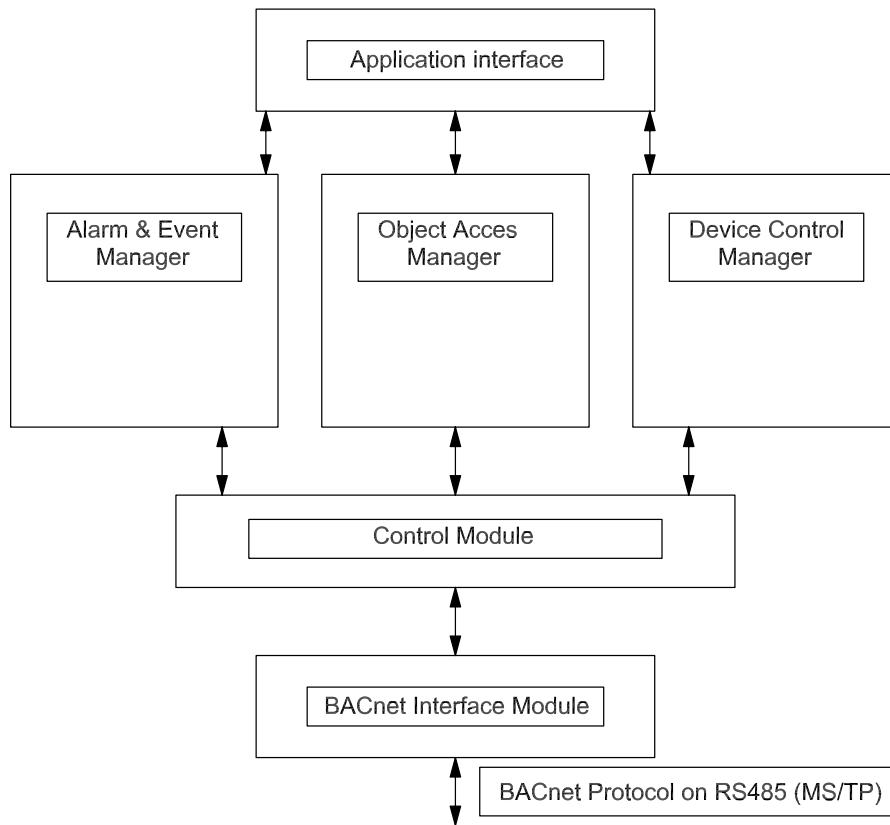 Application interface
Alarm & Event
Manager
Object Acces
Manager
Device Control
Manager
Control Module
BACnet Interface Module
BACnet Protocol on RS485 (MS/TP)